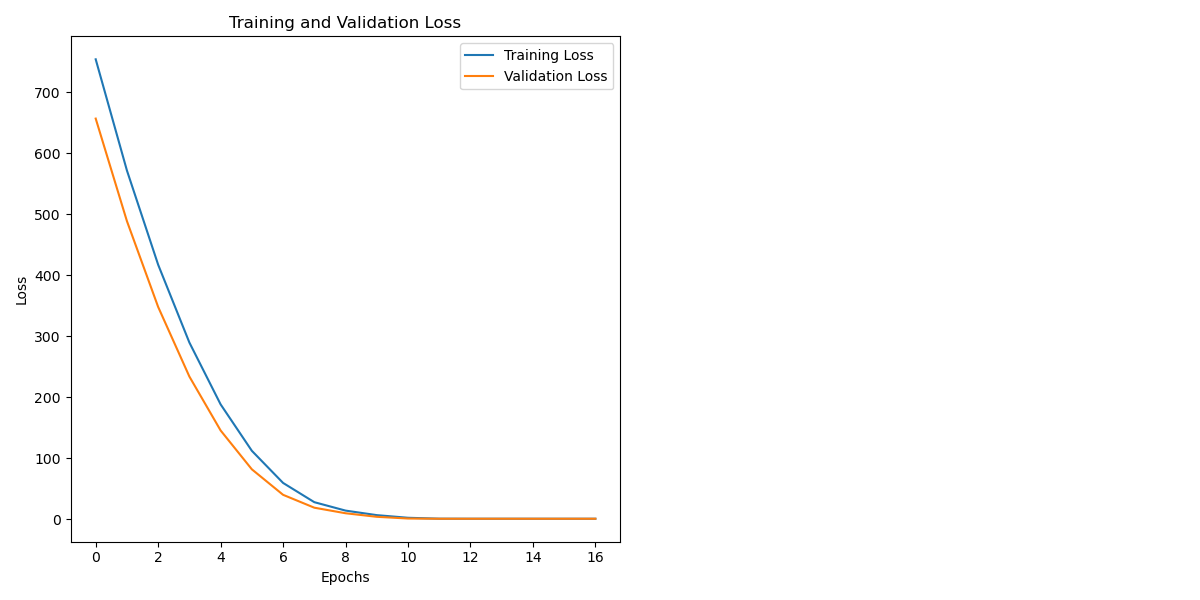 Training and Validation Loss
Training Loss
Validation Loss
700
600
500
400
300
200
100
0
Loss
0 2 4 6 8 10 12 14 16
Epochs